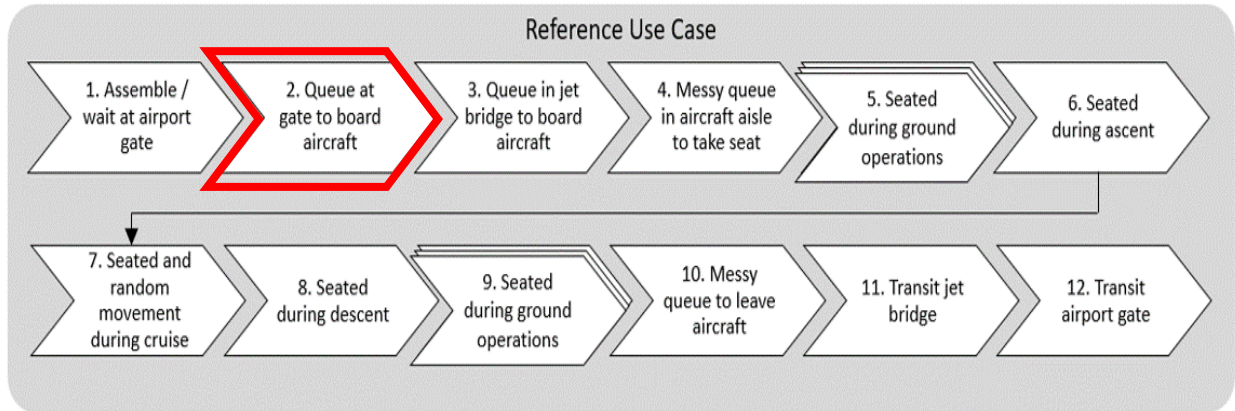 Reference Use Case
1. Assemble /
wait at airport
gate
2. Queue at
gate to board
aircraft
3. Queue in jet
bridge to board
aircraft
4. Messy queue
in aircraft aisle
to take seat
5. Seated
during ground
operations
6. Seated
during ascent
7. Seated and
random
movement
during cruise
8. Seated
during descent
9. Seated
during ground
operations
10. Messy
queue to leave
aircraft
11. Transit jet
bridge
12. Transit
airport gate